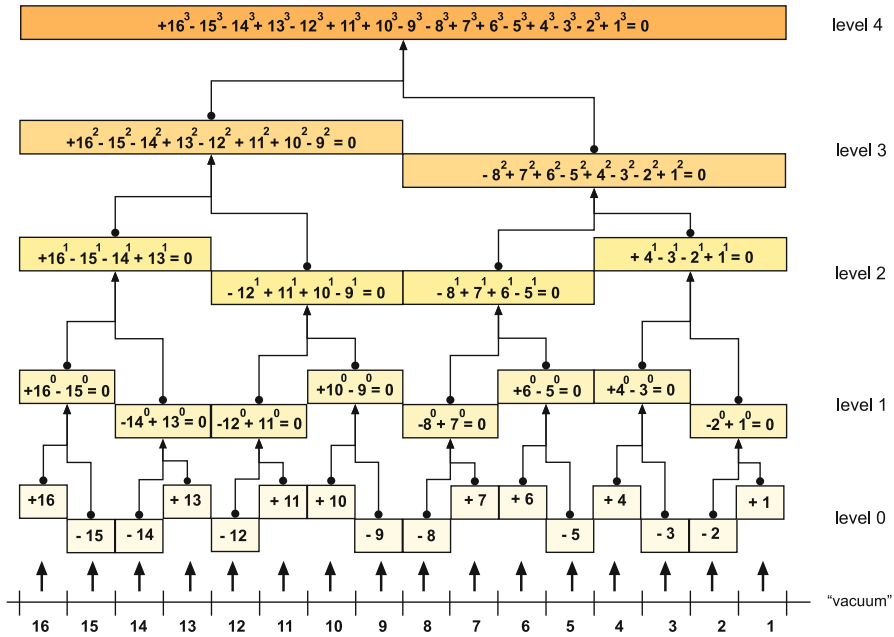 +16³ - 15³ - 14³ + 13³ - 12³ + 11³ + 10³ - 9³ - 8³ + 7³ + 6³ - 5³ + 4³ - 3³ - 2³ + 1³ = 0
level 4
+16² - 15² - 14² + 13² - 12² + 11² + 10² - 9² = 0
- 8² + 7² + 6² - 5² + 4² - 3² - 2² + 1² = 0
level 3
+16¹ - 15¹ - 14¹ + 13¹ = 0
+ 4¹ - 3¹ - 2¹ + 1¹ = 0
- 12¹ + 11¹ + 10¹ - 9¹ = 0
- 8¹ + 7¹ + 6¹ - 5¹ = 0
level 2
+16⁰ - 15⁰ = 0
+10⁰ - 9⁰ = 0
+6⁰ - 5⁰ = 0
+4⁰ - 3⁰ = 0
-14⁰ + 13⁰ = 0
-12⁰ + 11⁰ = 0
-8⁰ + 7⁰ = 0
-2⁰ + 1⁰ = 0
level 1
+16
+ 13
+ 11
+ 10
+ 7
+ 6
+ 4
+ 1
- 15
- 14
- 12
- 9
- 8
- 5
- 3
- 2
level 0
"vacuum"
16 15 14 13 12 11 10 9 8 7 6 5 4 3 2 1